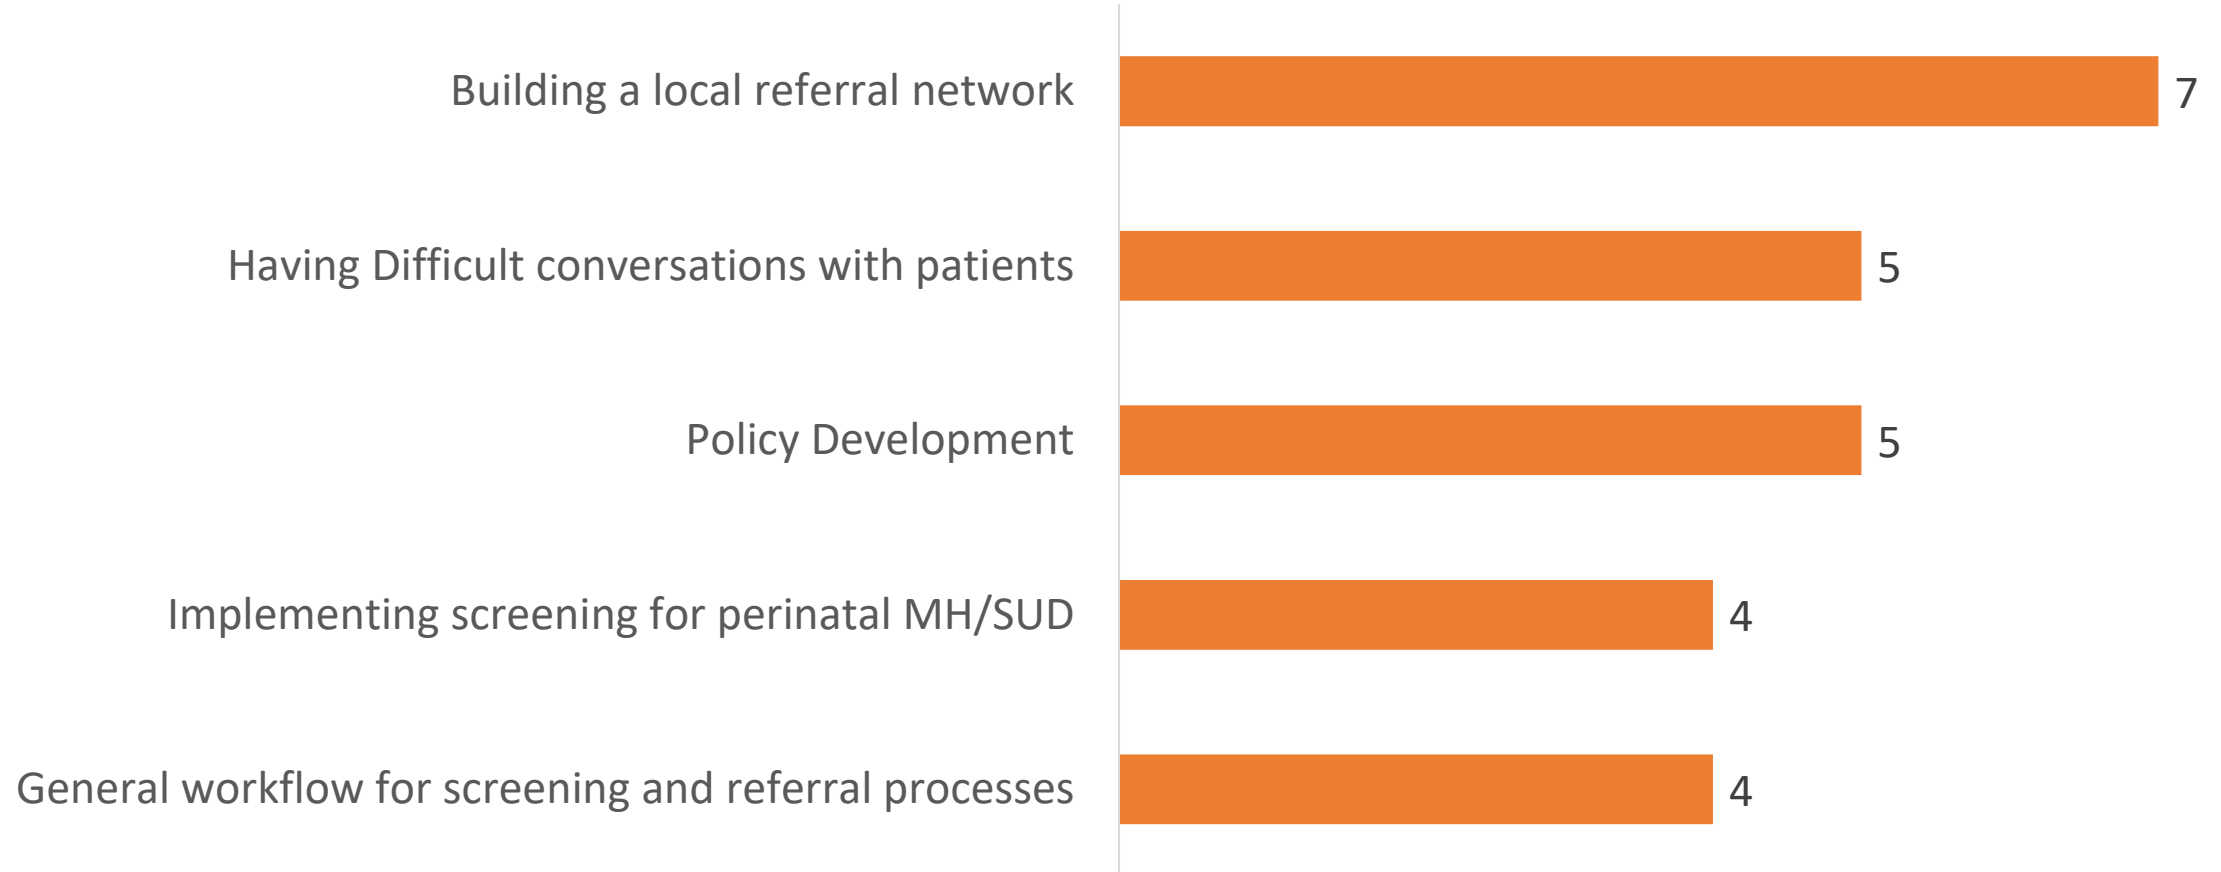 Building a local referral network 7
Having Difficult conversations with patients 5
Policy Development 5
Implementing screening for perinatal MH/SUD 4
General workflow for screening and referral processes 4